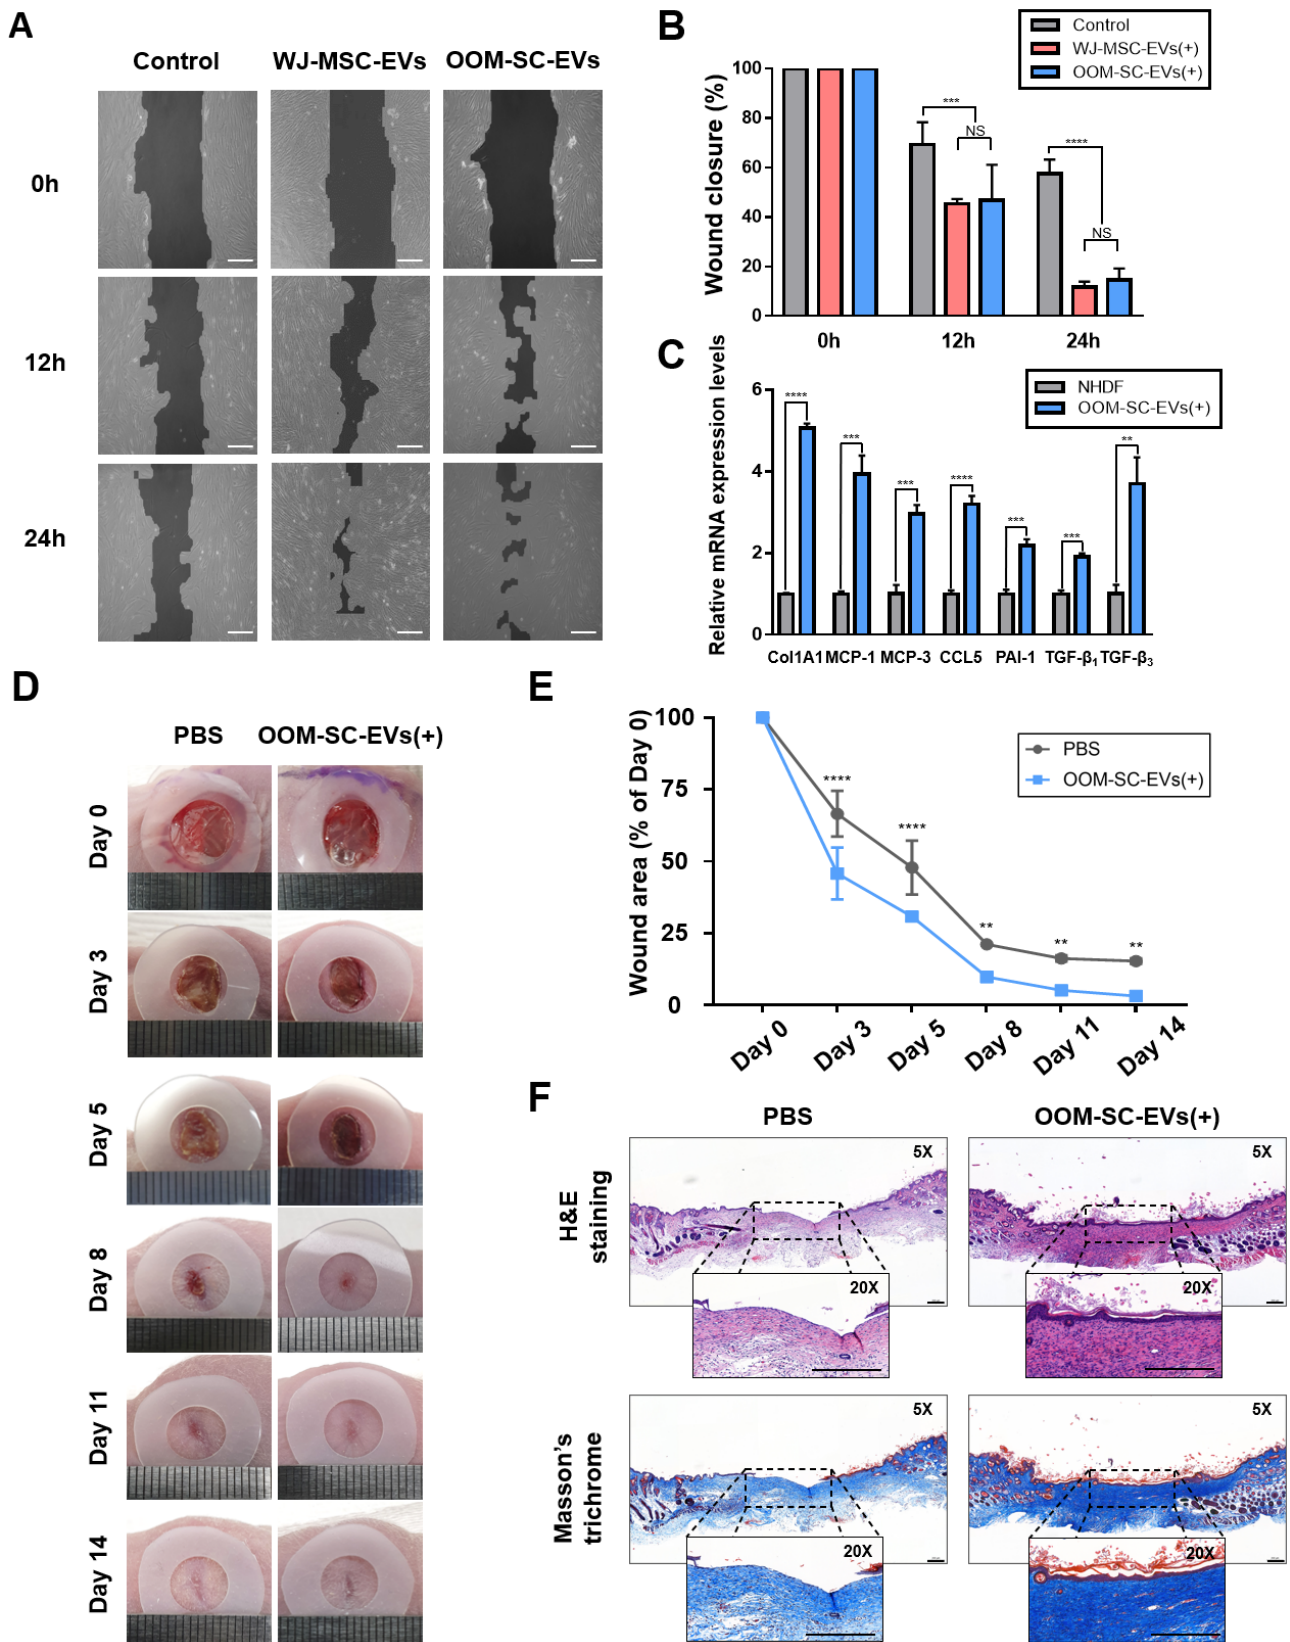 A
Control
WJ-MSC-EVs
OOM-SC-EVs
0h
12h
24h
B
Control
WJ-MSC-EVs(+)
OOM-SC-EVs(+)
Wound closure (%)
100
80
60
40
20
0
***
NS
****
NS
0h
12h
24h
C
NHDF
OOM-SC-EVs(+)
Relative mRNA expression levels
6
4
2
0
****
***
***
****
***
***
**
Col1A1
MCP-1
MCP-3
CCL5
PAI-1
TGF-β₁
TGF-β₃
D
PBS
OOM-SC-EVs(+)
Day 0
Day 3
Day 5
Day 8
Day 11
Day 14
E
Wound area (% of Day 0)
100
75
50
25
0
PBS
OOM-SC-EVs(+)
****
****
**
**
**
Day 0
Day 3
Day 5
Day 8
Day 11
Day 14
F
PBS
OOM-SC-EVs(+)
H&E
staining
5X
20X
5X
20X
Masson's
trichrome
5X
20X
5X
20X